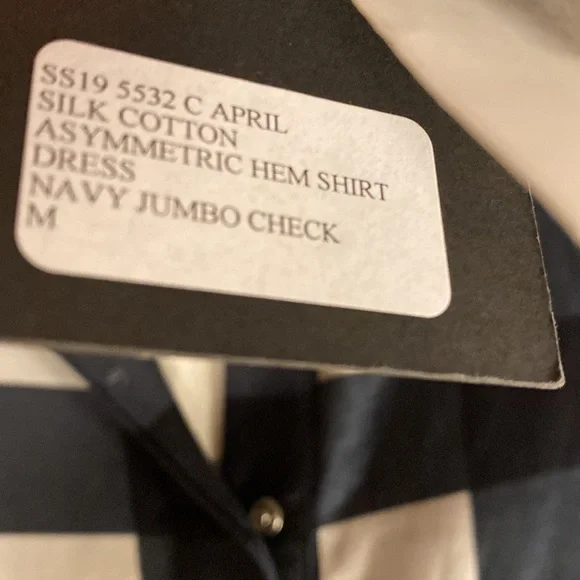 SS19 5532 C APRIL
SILK COTTON
ASYMMETRIC HEM SHIRT
DRESS
NAVY JUMBO CHECK
M